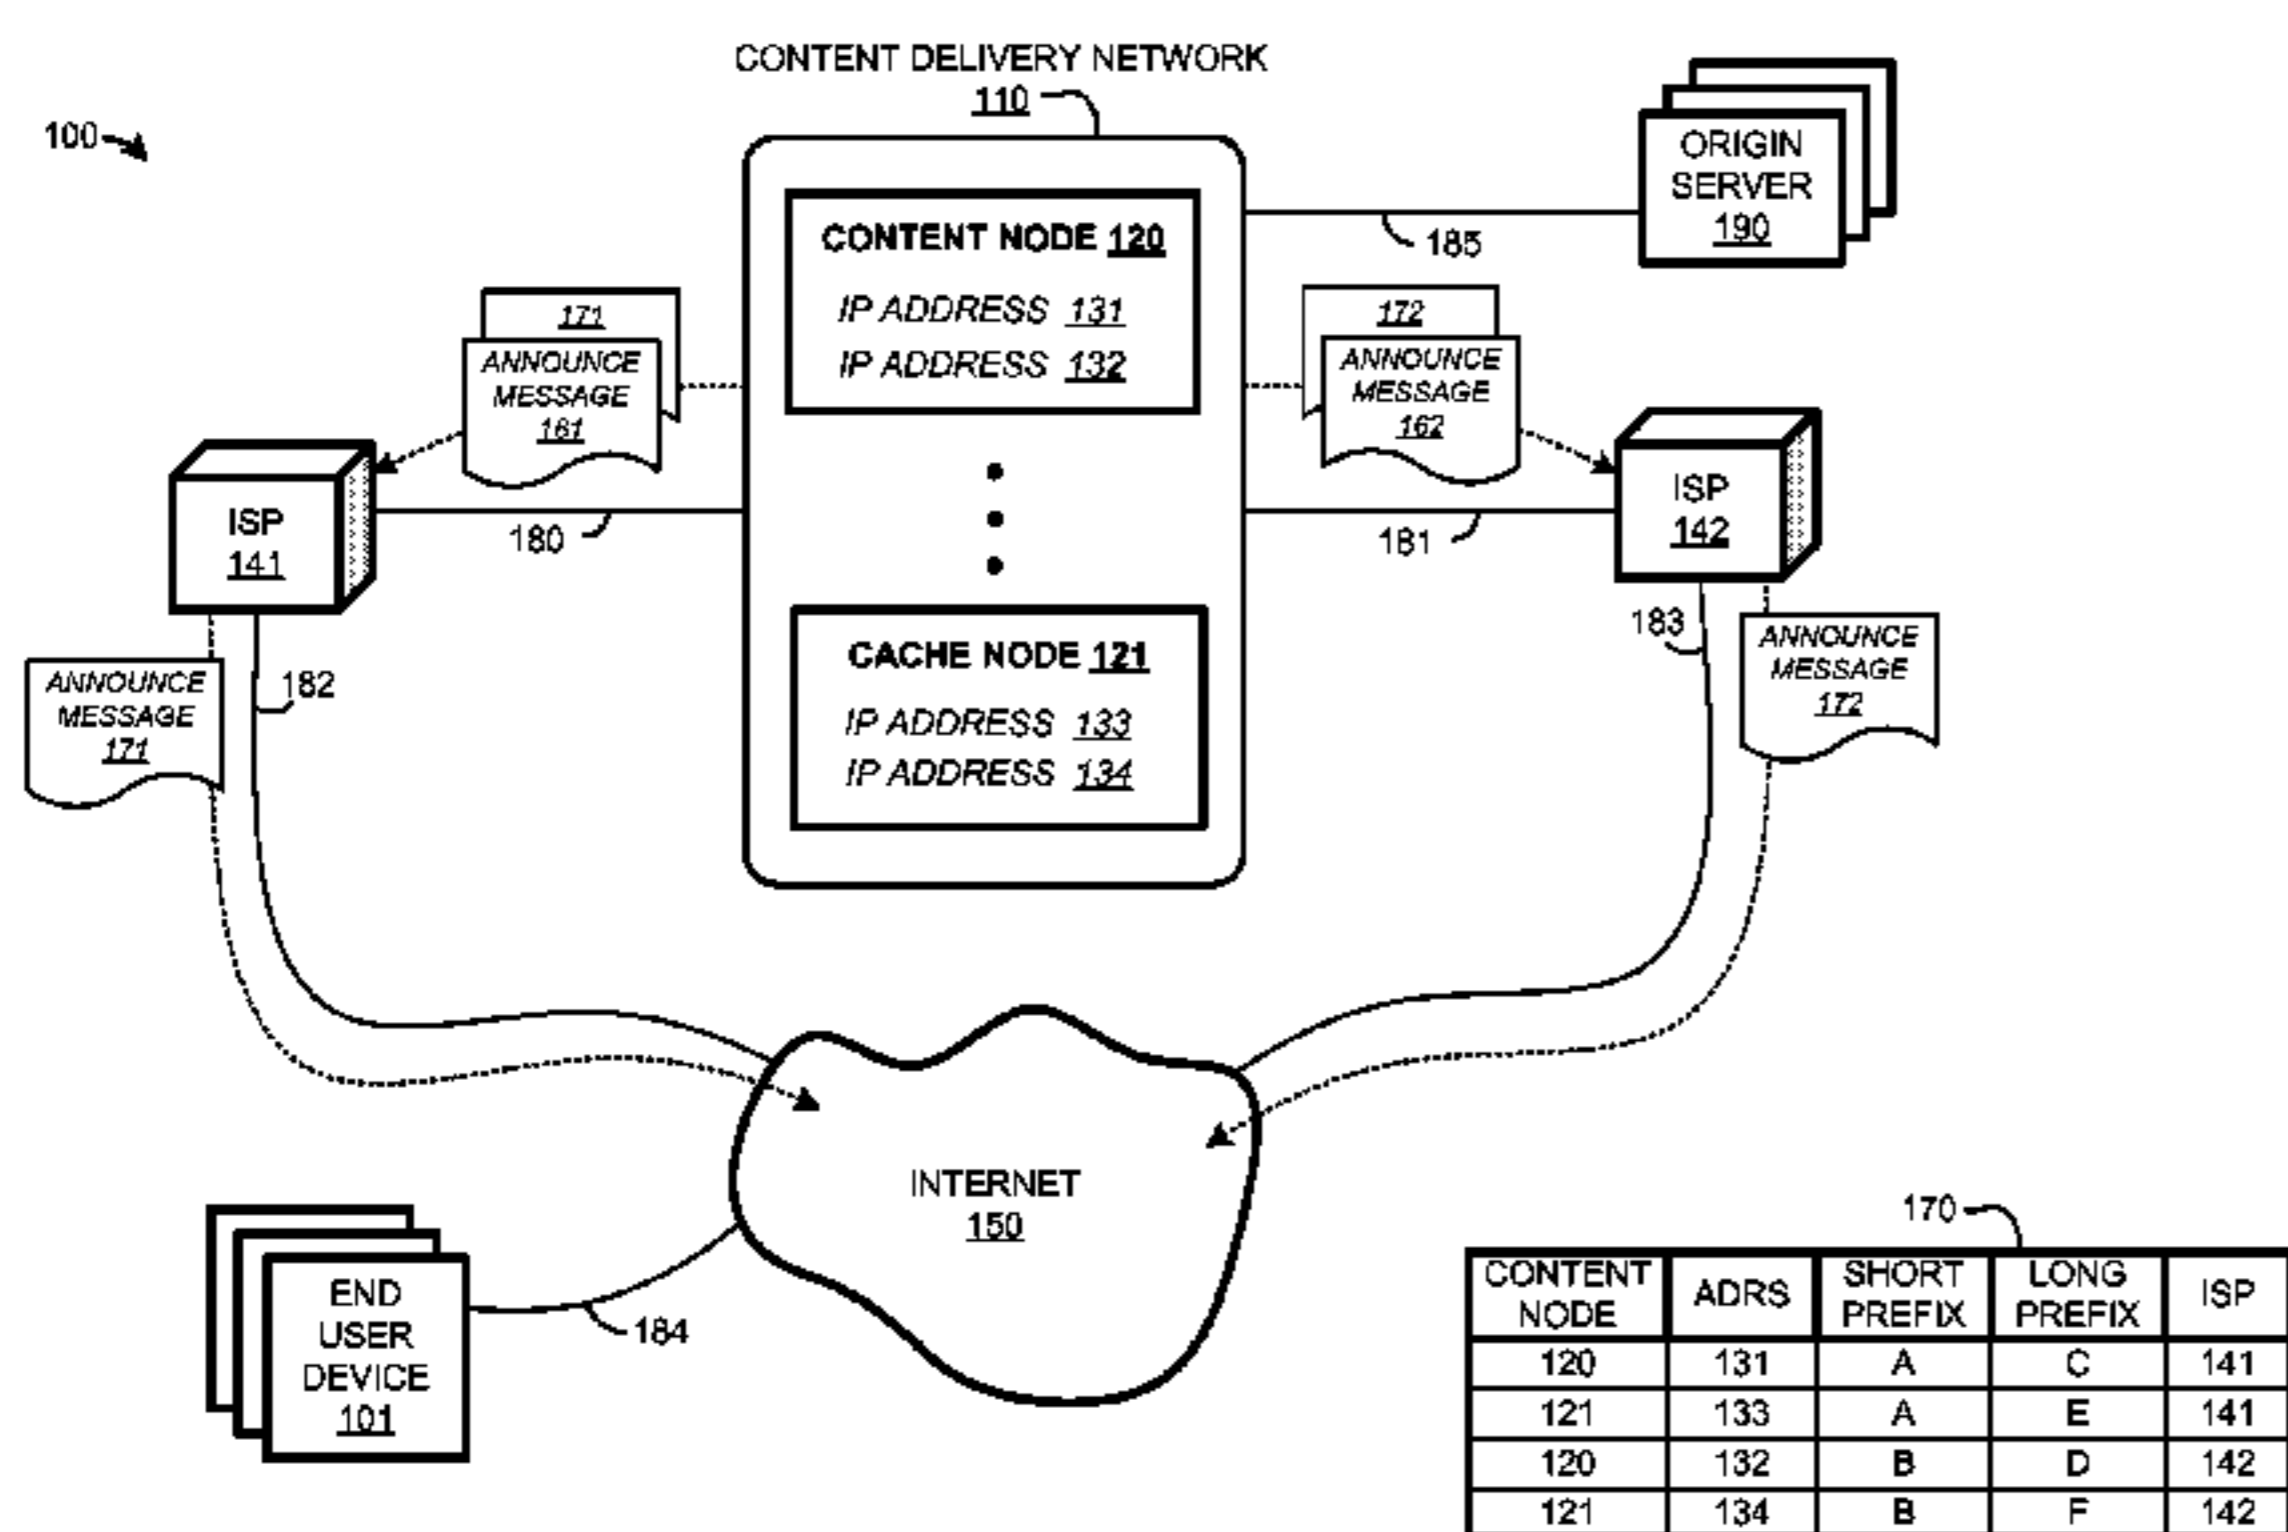 CONTENT DELIVERY NETWORK
110
100
ORIGIN
SERVER
190
185
CONTENT NODE 120
IP ADDRESS 131
IP ADDRESS 132
171
ANNOUNCE
MESSAGE
161
172
ANNOUNCE
MESSAGE
162
ISP
141
180
181
ISP
142
CACHE NODE 121
IP ADDRESS 133
IP ADDRESS 134
ANNOUNCE
MESSAGE
171
182
183
ANNOUNCE
MESSAGE
172
INTERNET
150
END
USER
DEVICE
101
184
170
CONTENT NODE ADRS SHORT PREFIX LONG PREFIX ISP
120 131 A C 141
121 133 A E 141
120 132 B D 142
121 134 B F 142